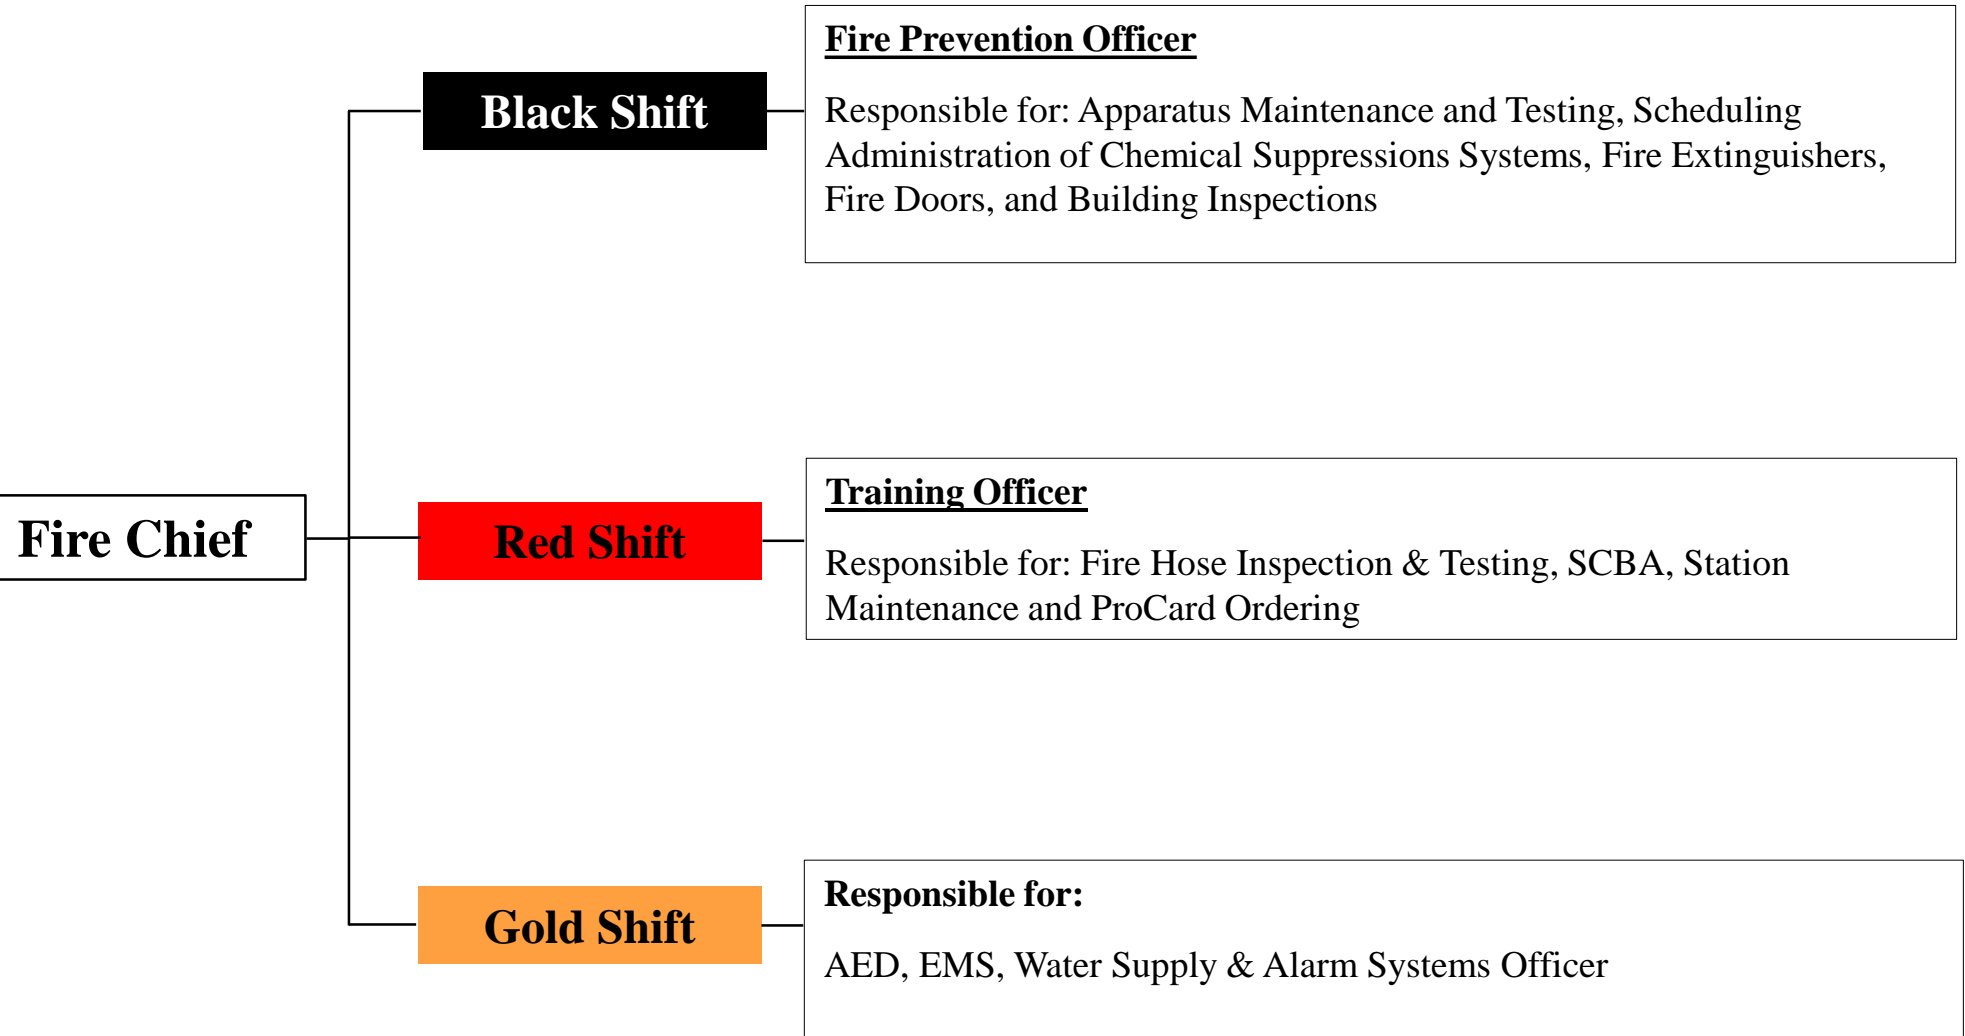 Fire Prevention Officer
Black Shift
Responsible for: Apparatus Maintenance and Testing, Scheduling
Administration of Chemical Suppressions Systems, Fire Extinguishers,
Fire Doors, and Building Inspections
Fire Chief
Red Shift
Training Officer
Responsible for: Fire Hose Inspection & Testing, SCBA, Station
Maintenance and ProCard Ordering
Gold Shift
Responsible for:
AED, EMS, Water Supply & Alarm Systems Officer